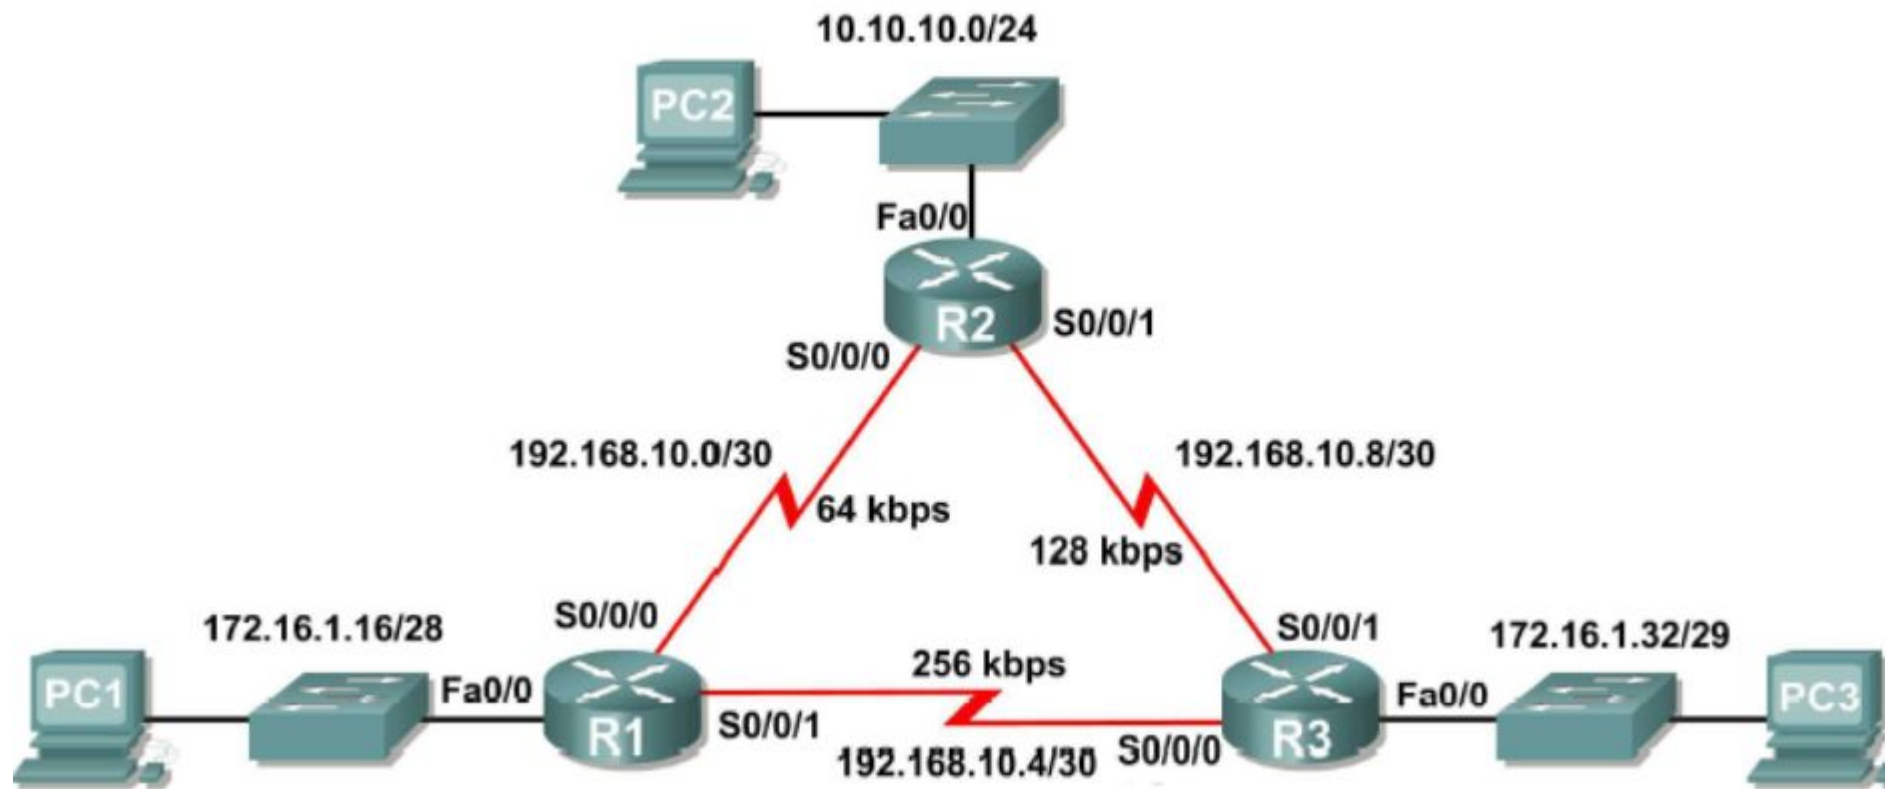 10.10.10.0/24
PC2
Fa0/0
R2
S0/0/1
S0/0/0
192.168.10.0/30
192.168.10.8/30
64 kbps
128 kbps
S0/0/0
S0/0/1
172.16.1.16/28
172.16.1.32/29
256 kbps
PC1
Fa0/0
Fa0/0
PC3
R1
S0/0/1
R3
192.168.10.4/30
S0/0/0